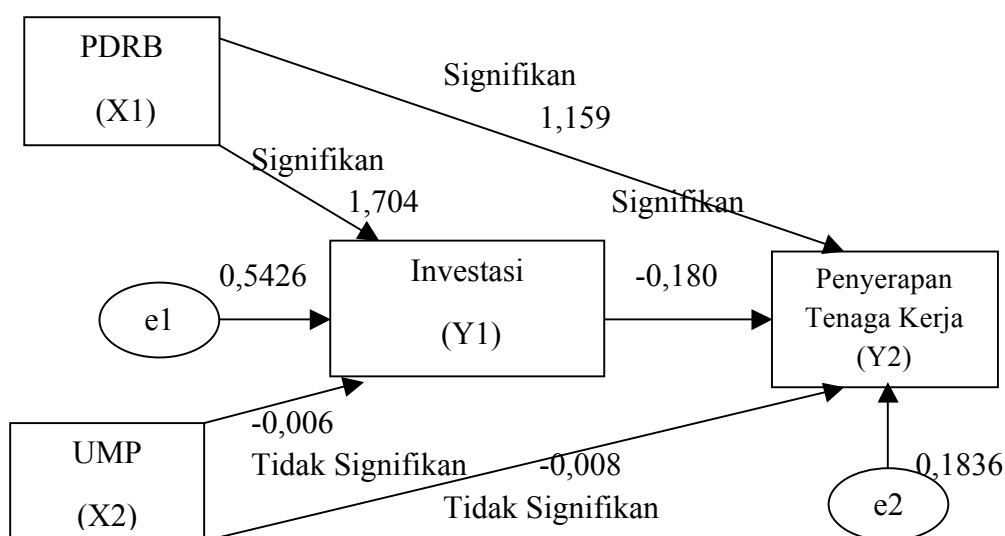 PDRB
(X1)
Signifikan
1,159
Signifikan
1,704
Signifikan
0,5426
Investasi
(Y1)
-0,180
Penyerapan
Tenaga Kerja
(Y2)
e1
-0,006
Tidak Signifikan
UMP
(X2)
-0,008
Tidak Signifikan
0,1836
e2